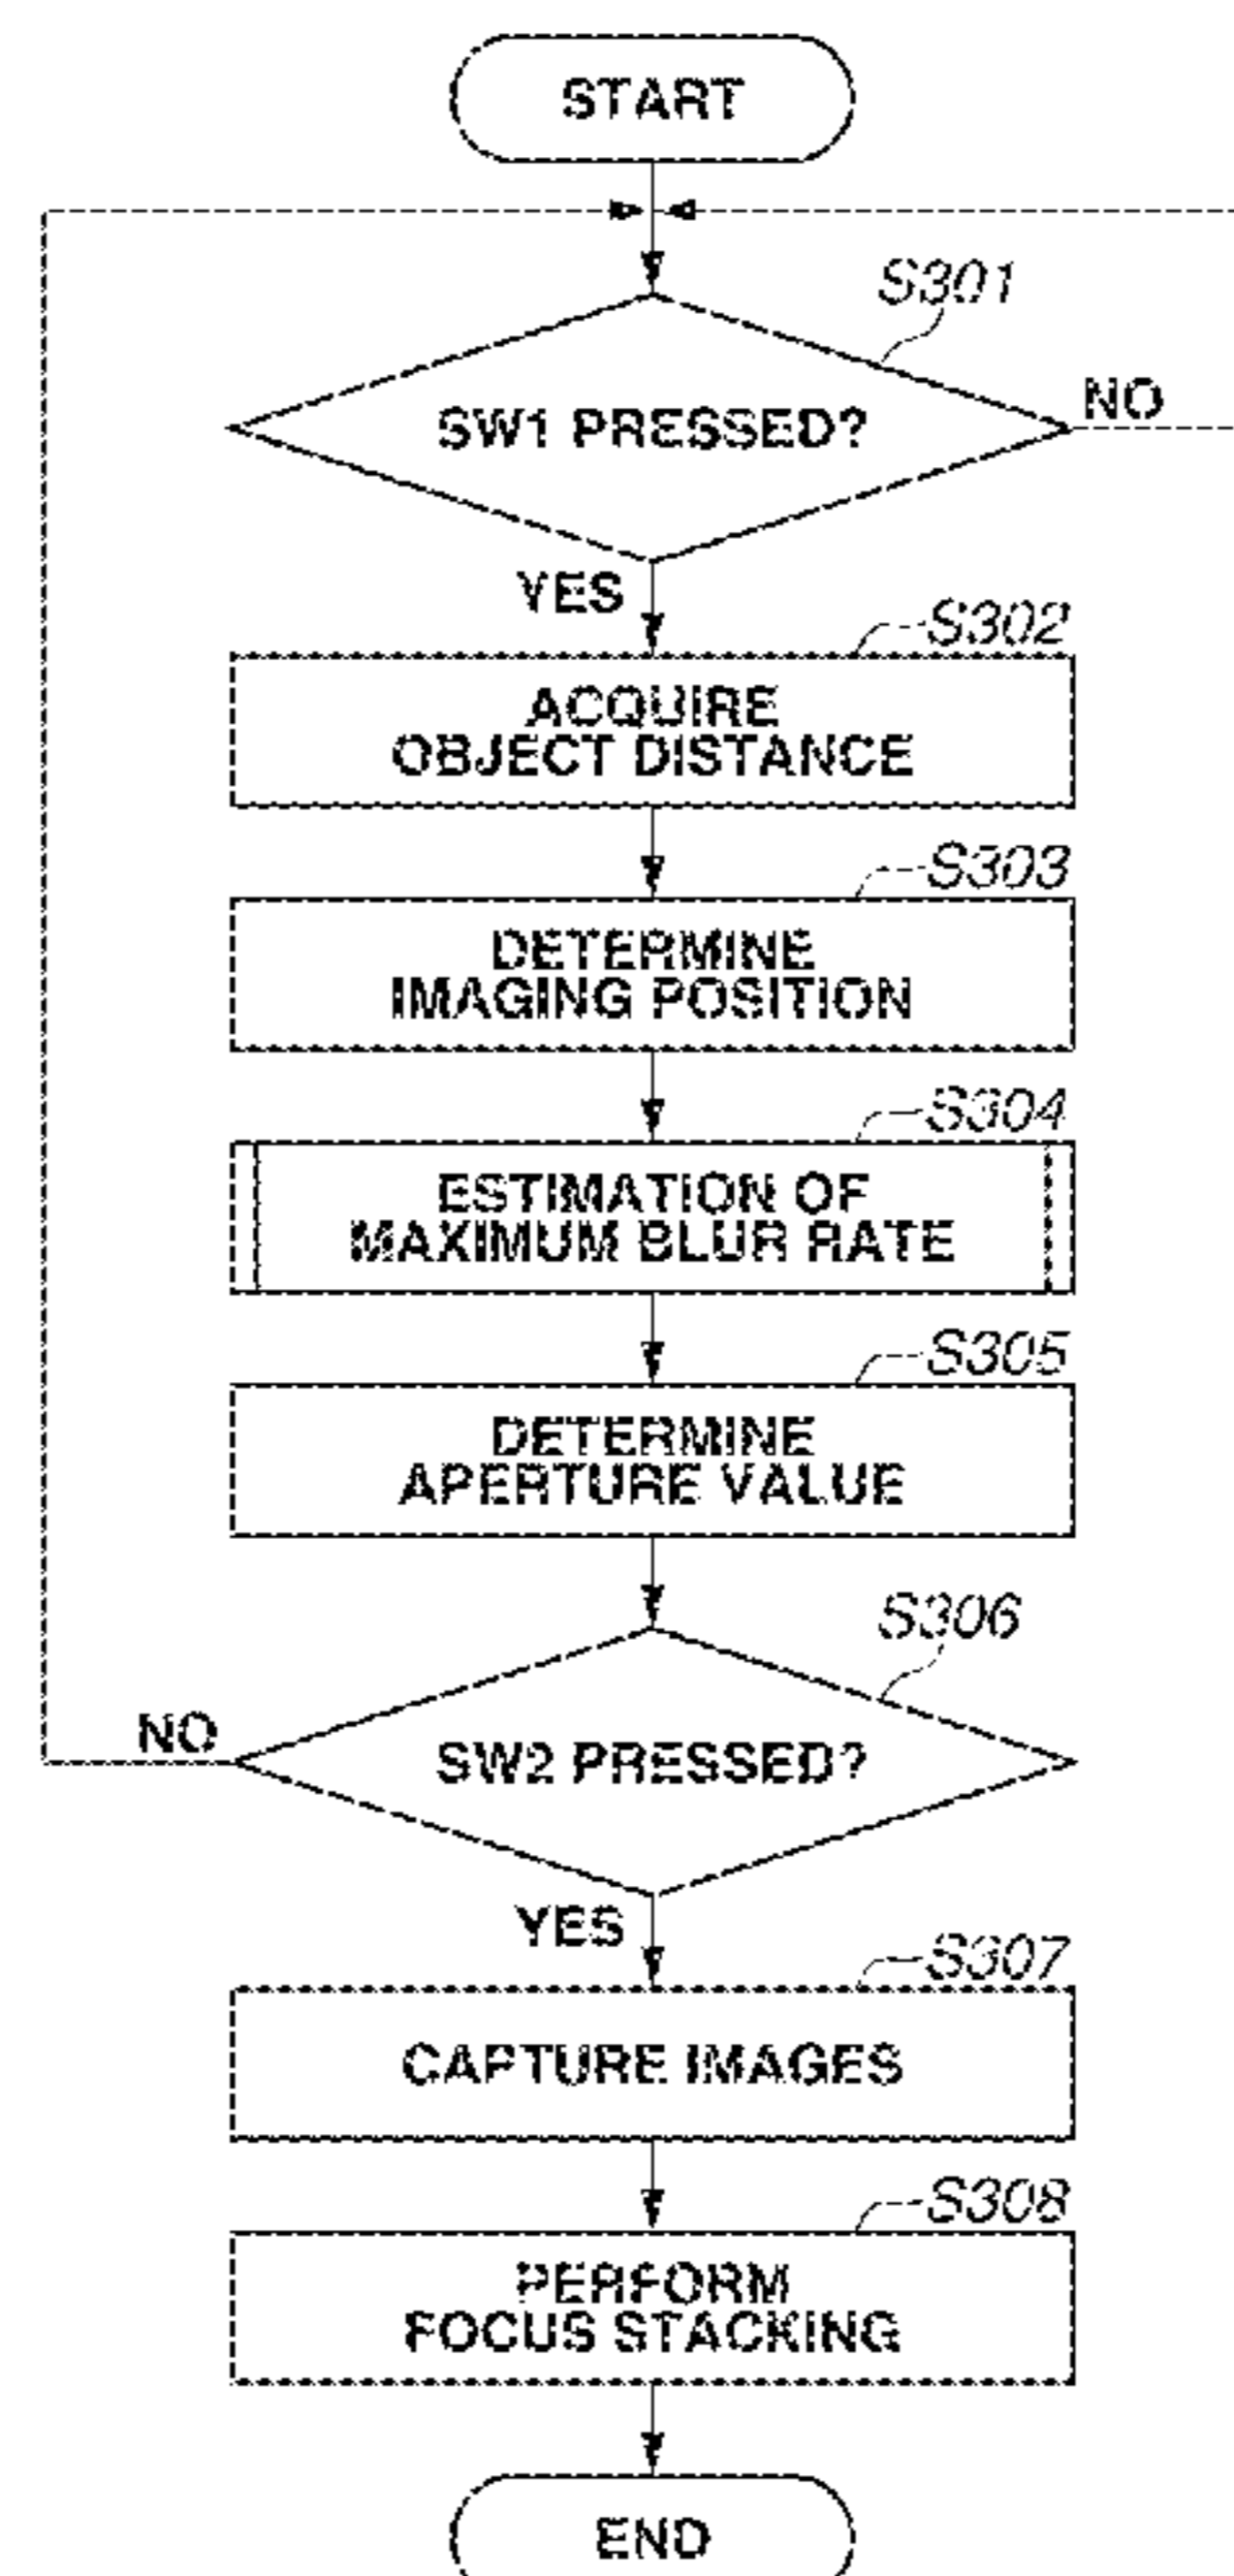 START
S301
SW1 PRESSED?
NO
YES
S302
ACQUIRE
OBJECT DISTANCE
S303
DETERMINE
IMAGING POSITION
S304
ESTIMATION OF
MAXIMUM BLUR RATE
S305
DETERMINE
APERTURE VALUE
S306
NO
SW2 PRESSED?
YES
S307
CAPTURE IMAGES
S308
PERFORM
FOCUS STACKING
END